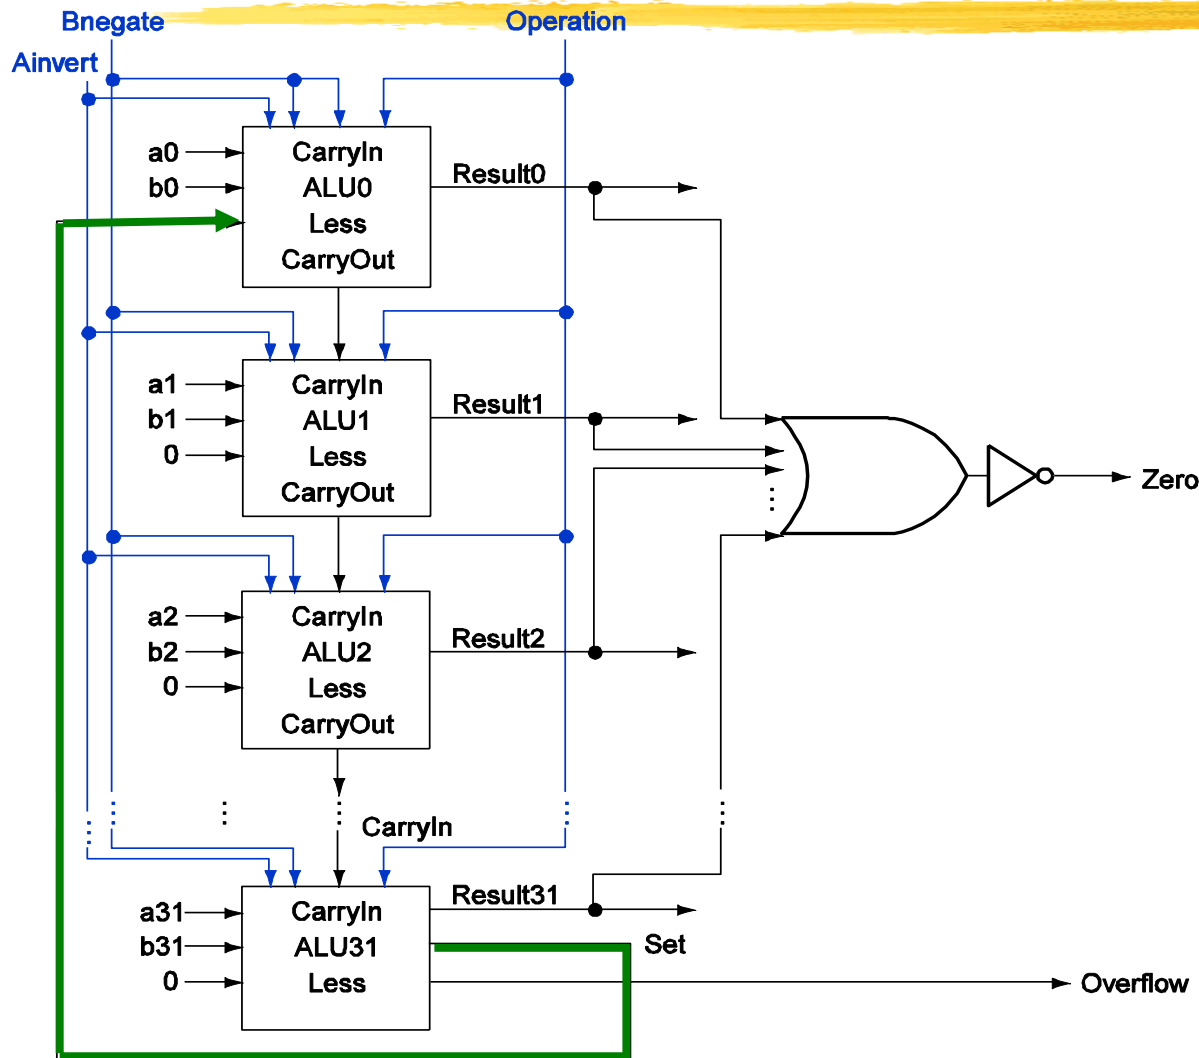 Bnegate
Operation
Ainvert
a0
CarryIn
b0
ALU0
Result0
Less
CarryOut
a1
CarryIn
b1
ALU1
Result1
0
Less
CarryOut
Zero
a2
CarryIn
b2
ALU2
Result2
0
Less
CarryOut
CarryIn
a31
CarryIn
Result31
b31
ALU31
Set
0
Less
Overflow